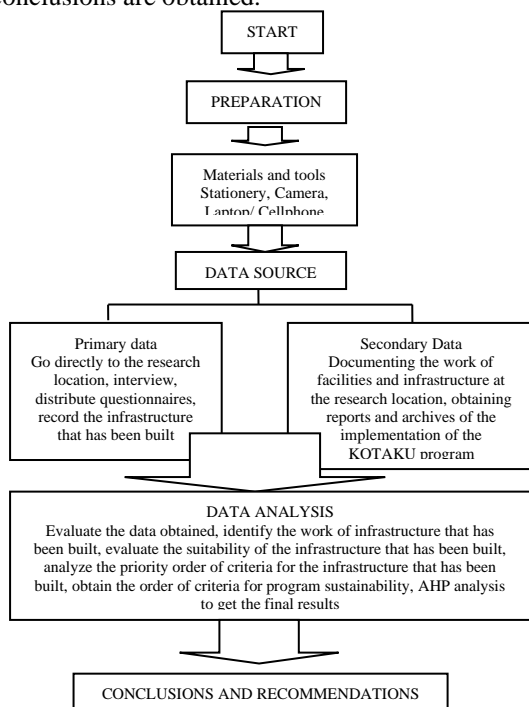 conclusions are obtained.
START
PREPARATION
Materials and tools
Stationery, Camera,
Laptop/ Cellphone
DATA SOURCE
Primary data
Go directly to the research
location, interview,
distribute questionnaires,
record the infrastructure
that has been built
Secondary Data
Documenting the work of
facilities and infrastructure at
the research location, obtaining
reports and archives of the
implementation of the
KOTAKU program
DATA ANALYSIS
Evaluate the data obtained, identify the work of infrastructure that has
been built, evaluate the suitability of the infrastructure that has been built,
analyze the priority order of criteria for the infrastructure that has been
built, obtain the order of criteria for program sustainability, AHP analysis
to get the final results
CONCLUSIONS AND RECOMMENDATIONS